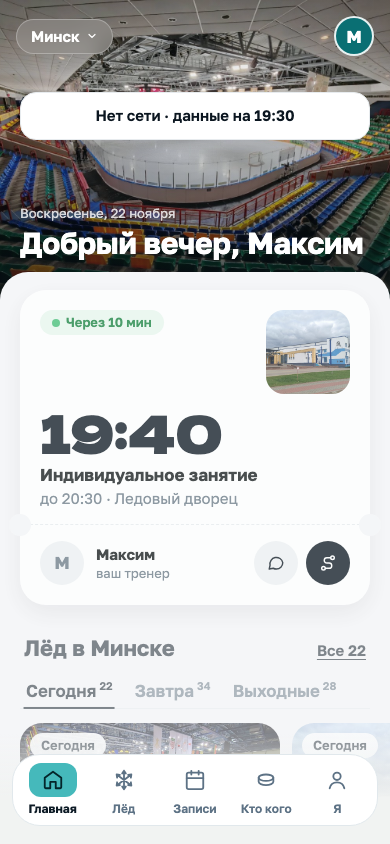 Минск
М
Нет сети · данные на 19:30
Воскресенье, 22 ноября
Добрый вечер, Максим
Через 10 мин
19:40
Индивидуальное занятие
до 20:30 · Ледовый дворец
М
Максим
ваш тренер
Лёд в Минске
Все 22
Сегодня 22 Завтра 34 Выходные 28
Сегодня Сегодня
Главная Лёд Записи Кто кого Я